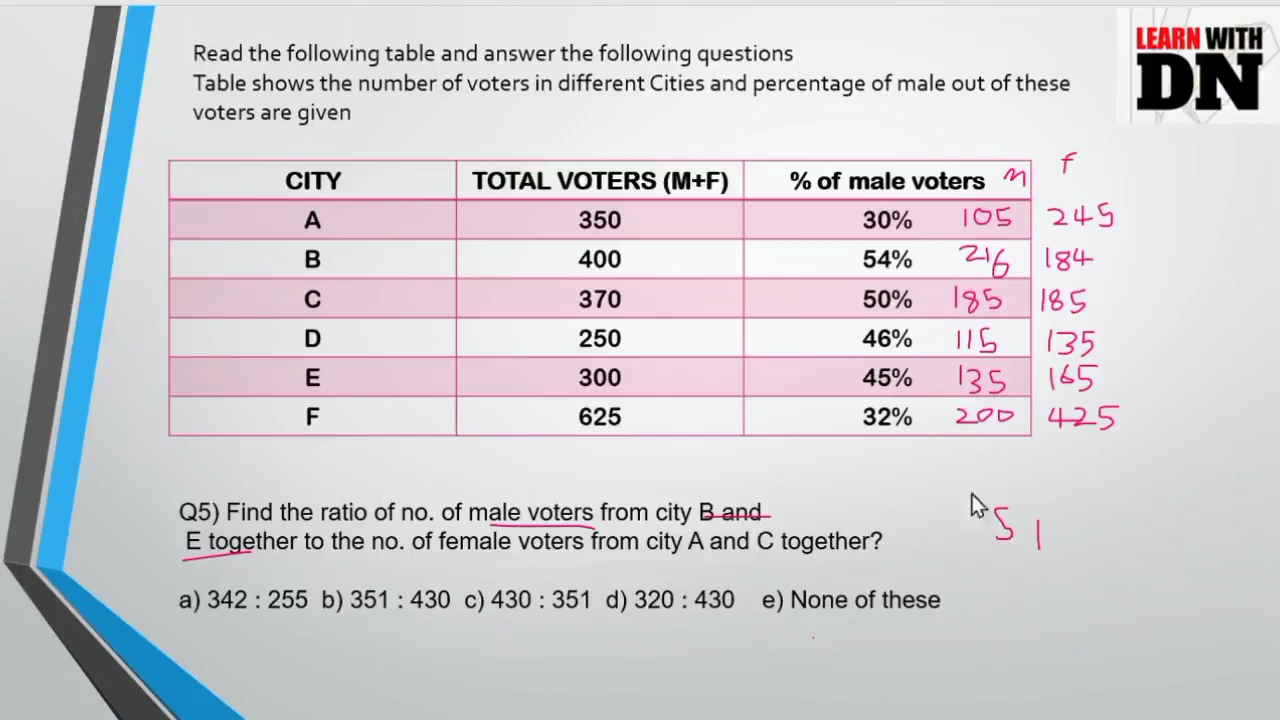 LEARN WITH
DN
Read the following table and answer the following questions
Table shows the number of voters in different Cities and percentage of male out of these
voters are given
f
CITY TOTAL VOTERS (M+F) % of male voters m
A 350 30% 105 245
B 400 54% 216 184
C 370 50% 185 185
D 250 46% 115 135
E 300 45% 135 165
F 625 32% 200 425
Q5) Find the ratio of no. of male voters from city B and
5 1
E together to the no. of female voters from city A and C together?
a) 342 : 255 b) 351 : 430 c) 430 : 351 d) 320 : 430 e) None of these